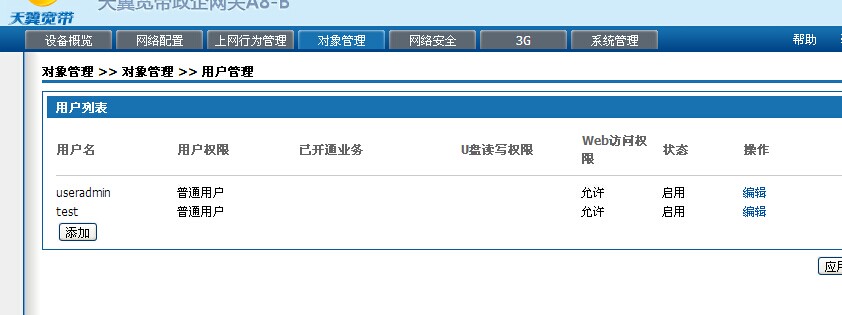 天翼宽带政企网关A8-B
天翼宽带
设备概览 网络配置 上网行为管理 对象管理 网络安全 3G 系统管理 帮助
对象管理 >> 对象管理 >> 用户管理
用户列表
用户名 用户权限 已开通业务 U盘读写权限 Web访问权限 状态 操作
useradmin 普通用户 允许 启用 编辑
test 普通用户 允许 启用 编辑
添加
应用